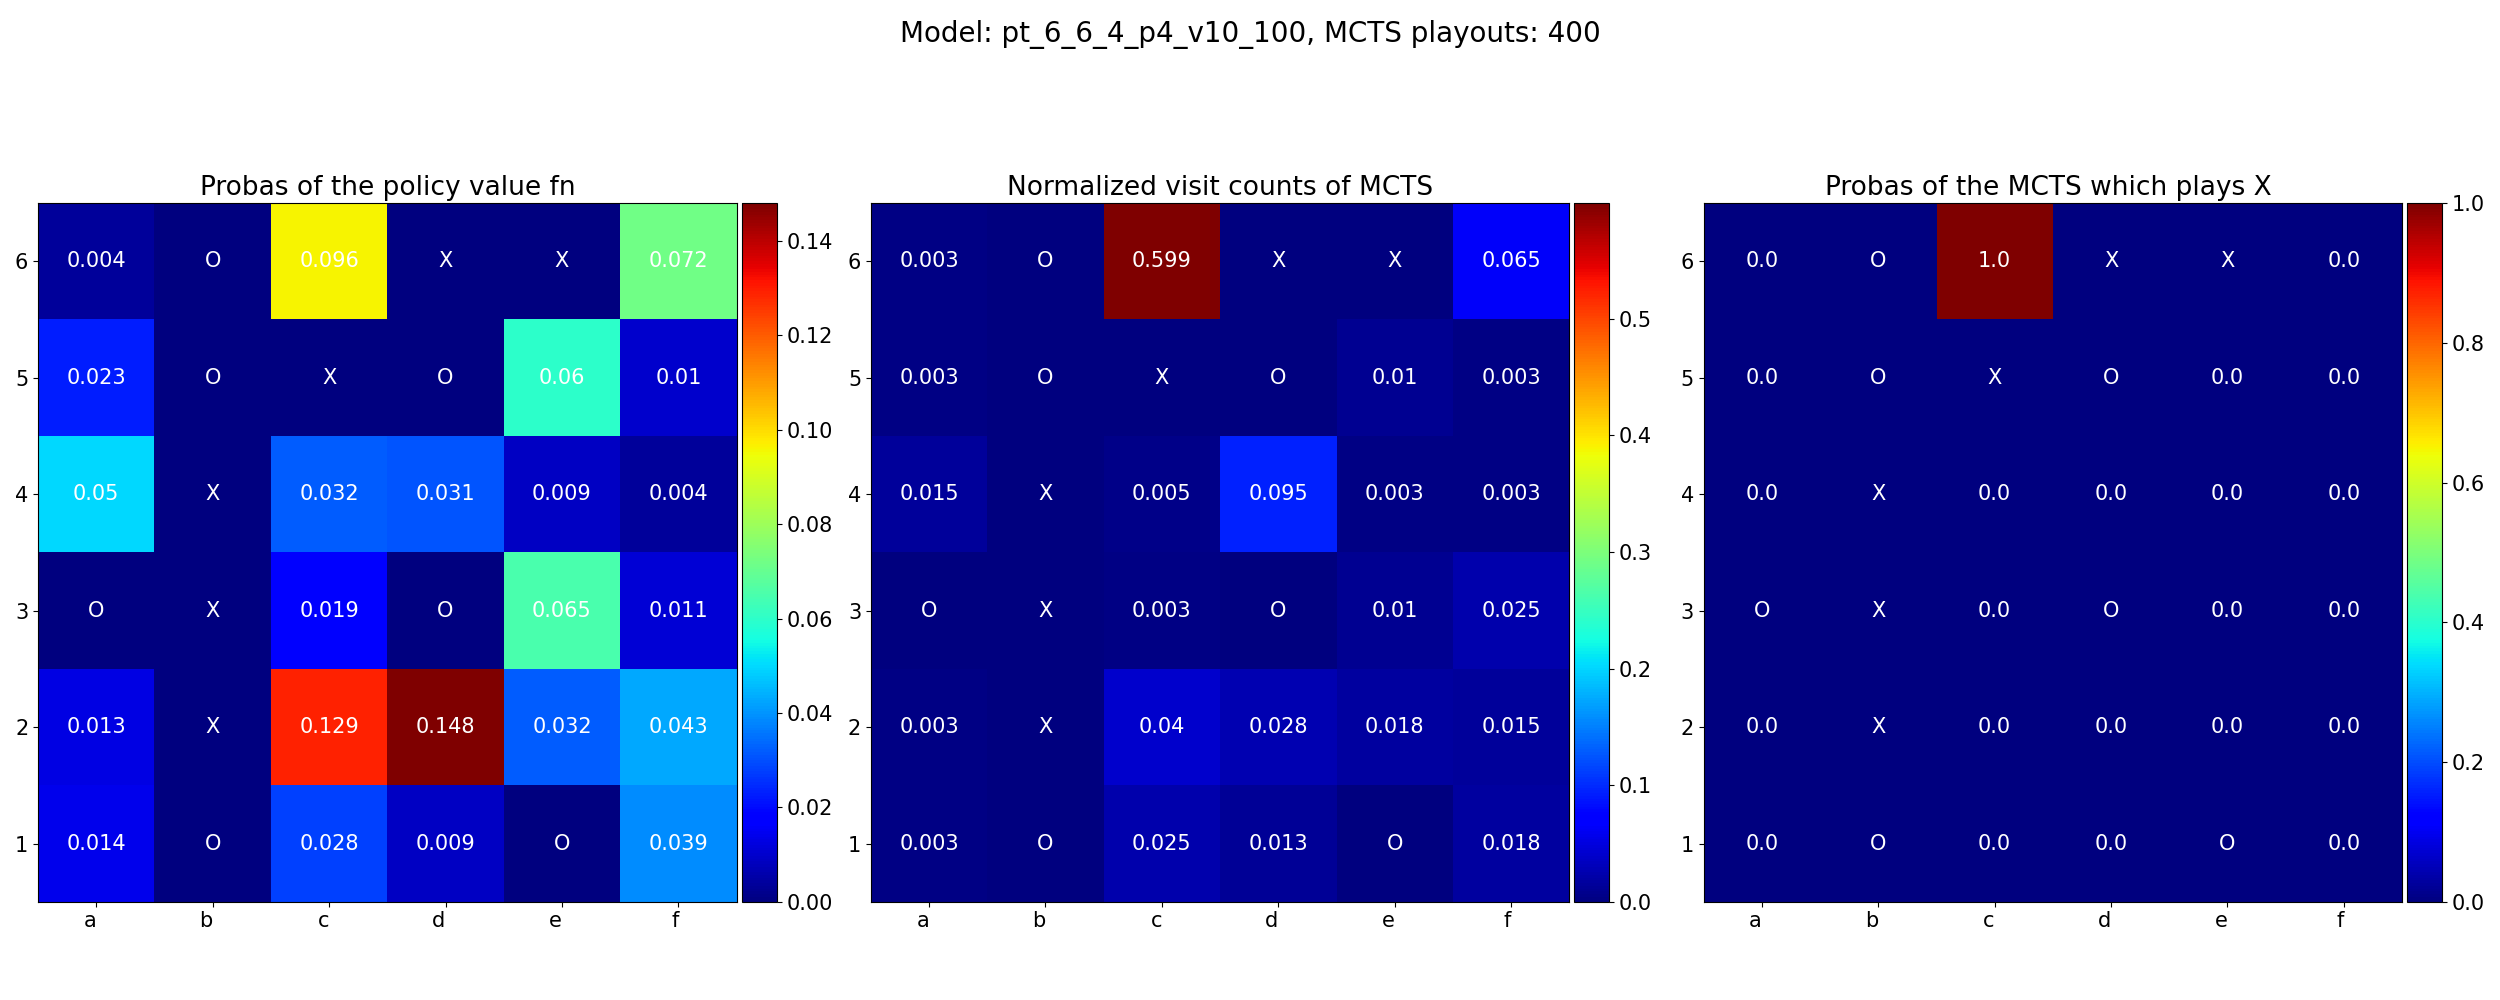 Model: pt_6_6_4_p4_v10_100, MCTS playouts: 400
Probas of the policy value fn
6 0.004 O 0.096 X X 0.072
5 0.023 O X O 0.06 0.01
4 0.05 X 0.032 0.031 0.009 0.004
3 O X 0.019 O 0.065 0.011
2 0.013 X 0.129 0.148 0.032 0.043
1 0.014 O 0.028 0.009 O 0.039
a b c d e f
0.14
0.12
0.10
0.08
0.06
0.04
0.02
0.00
Normalized visit counts of MCTS
6 0.003 O 0.599 X X 0.065
5 0.003 O X O 0.01 0.003
4 0.015 X 0.005 0.095 0.003 0.003
3 O X 0.003 O 0.01 0.025
2 0.003 X 0.04 0.028 0.018 0.015
1 0.003 O 0.025 0.013 O 0.018
a b c d e f
0.5
0.4
0.3
0.2
0.1
0.0
Probas of the MCTS which plays X
6 0.0 O 1.0 X X 0.0
5 0.0 O X O 0.0 0.0
4 0.0 X 0.0 0.0 0.0 0.0
3 O X 0.0 O 0.0 0.0
2 0.0 X 0.0 0.0 0.0 0.0
1 0.0 O 0.0 0.0 O 0.0
a b c d e f
1.0
0.8
0.6
0.4
0.2
0.0